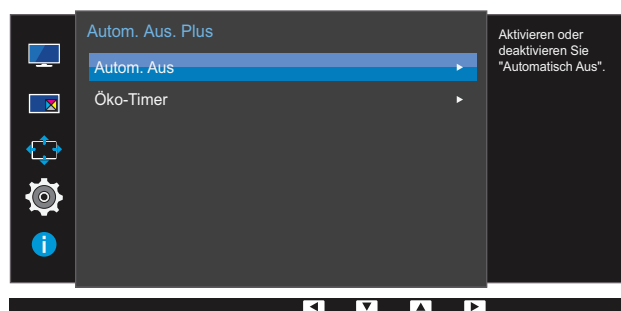 Autom. Aus. Plus
Autom. Aus
Öko-Timer
Aktivieren oder
deaktivieren Sie
"Automatisch Aus".